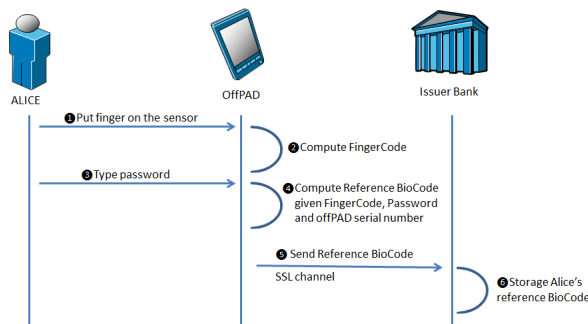 ALICE
OffPAD
Issuer Bank
❶Put finger on the sensor
❷Compute FingerCode
❸Type password
❹Compute Reference BioCode
given FingerCode, Password
and offPAD serial number
❺Send Reference BioCode
SSL channel
❻Storage Alice's
reference BioCode